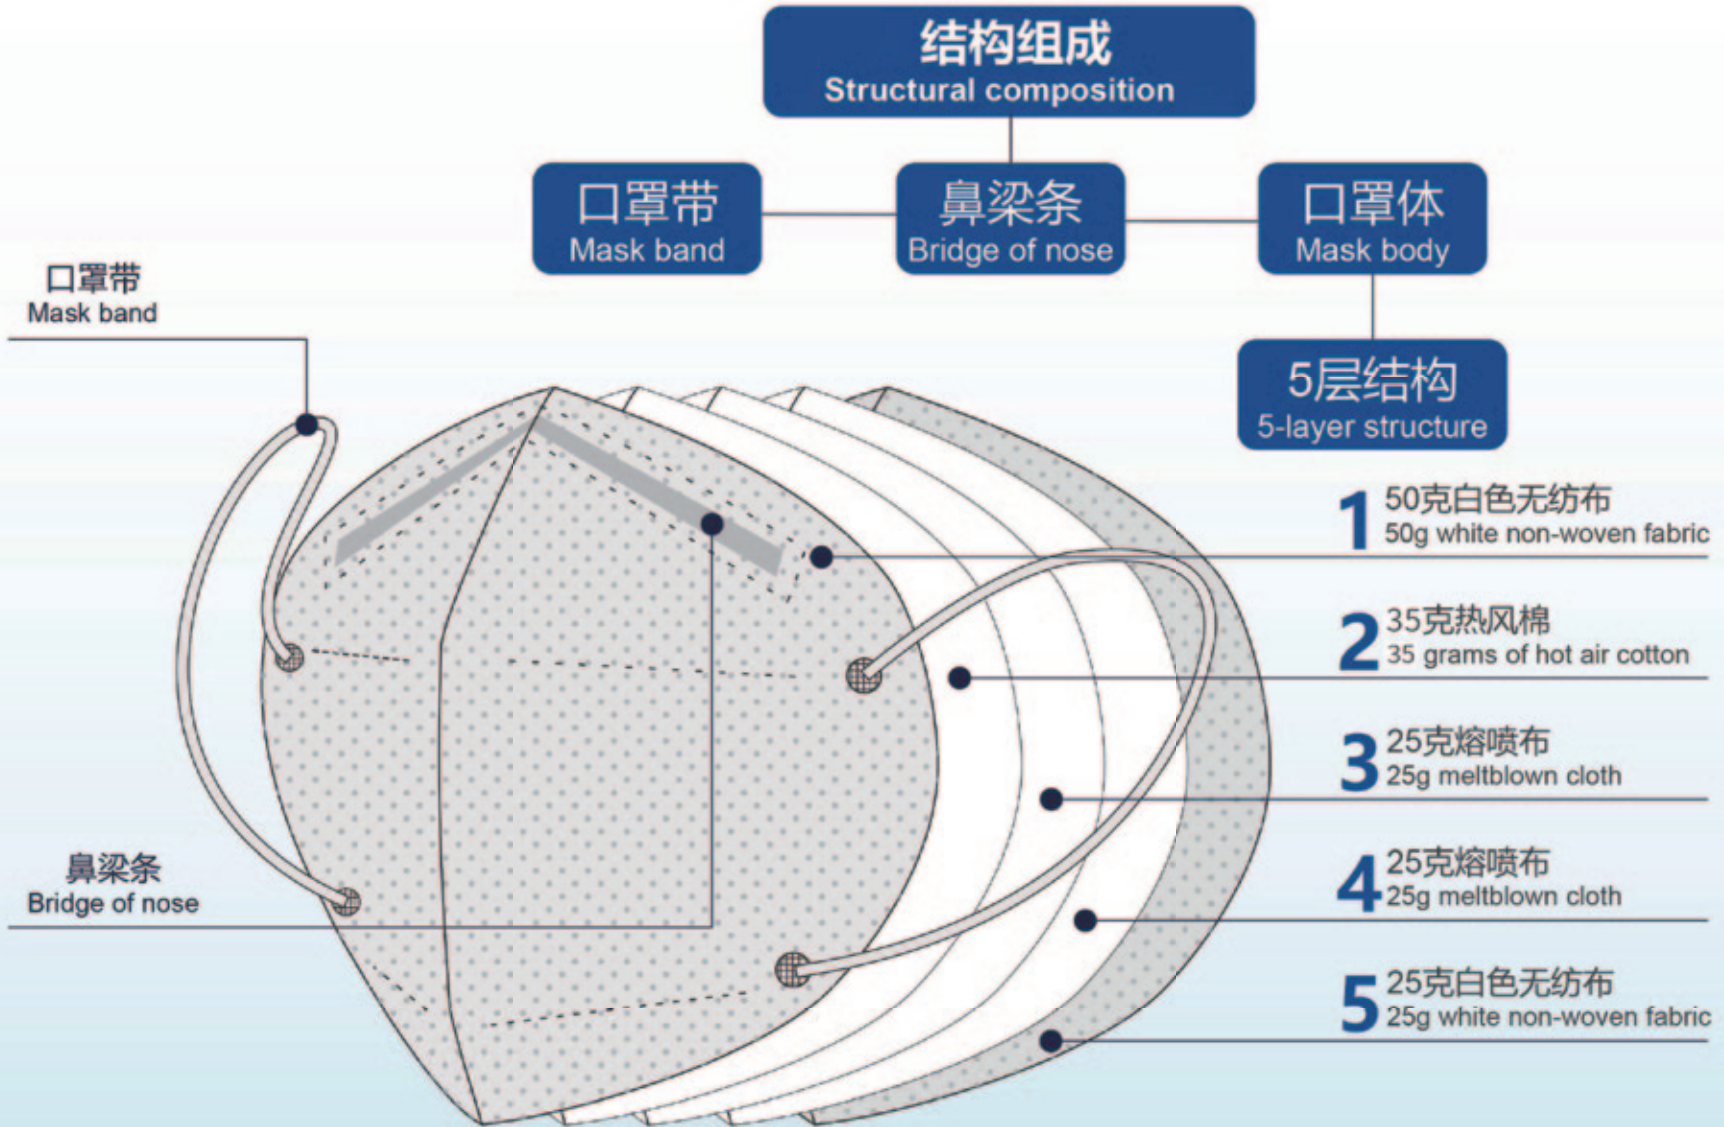 结构组成
Structural composition
口罩带
Mask band
鼻梁条
Bridge of nose
口罩体
Mask body
5层结构
5-layer structure
口罩带
Mask band
鼻梁条
Bridge of nose
1
50克白色无纺布
50g white non-woven fabric
2
35克热风棉
35 grams of hot air cotton
3
25克熔喷布
25g meltblown cloth
4
25克熔喷布
25g meltblown cloth
5
25克白色无纺布
25g white non-woven fabric